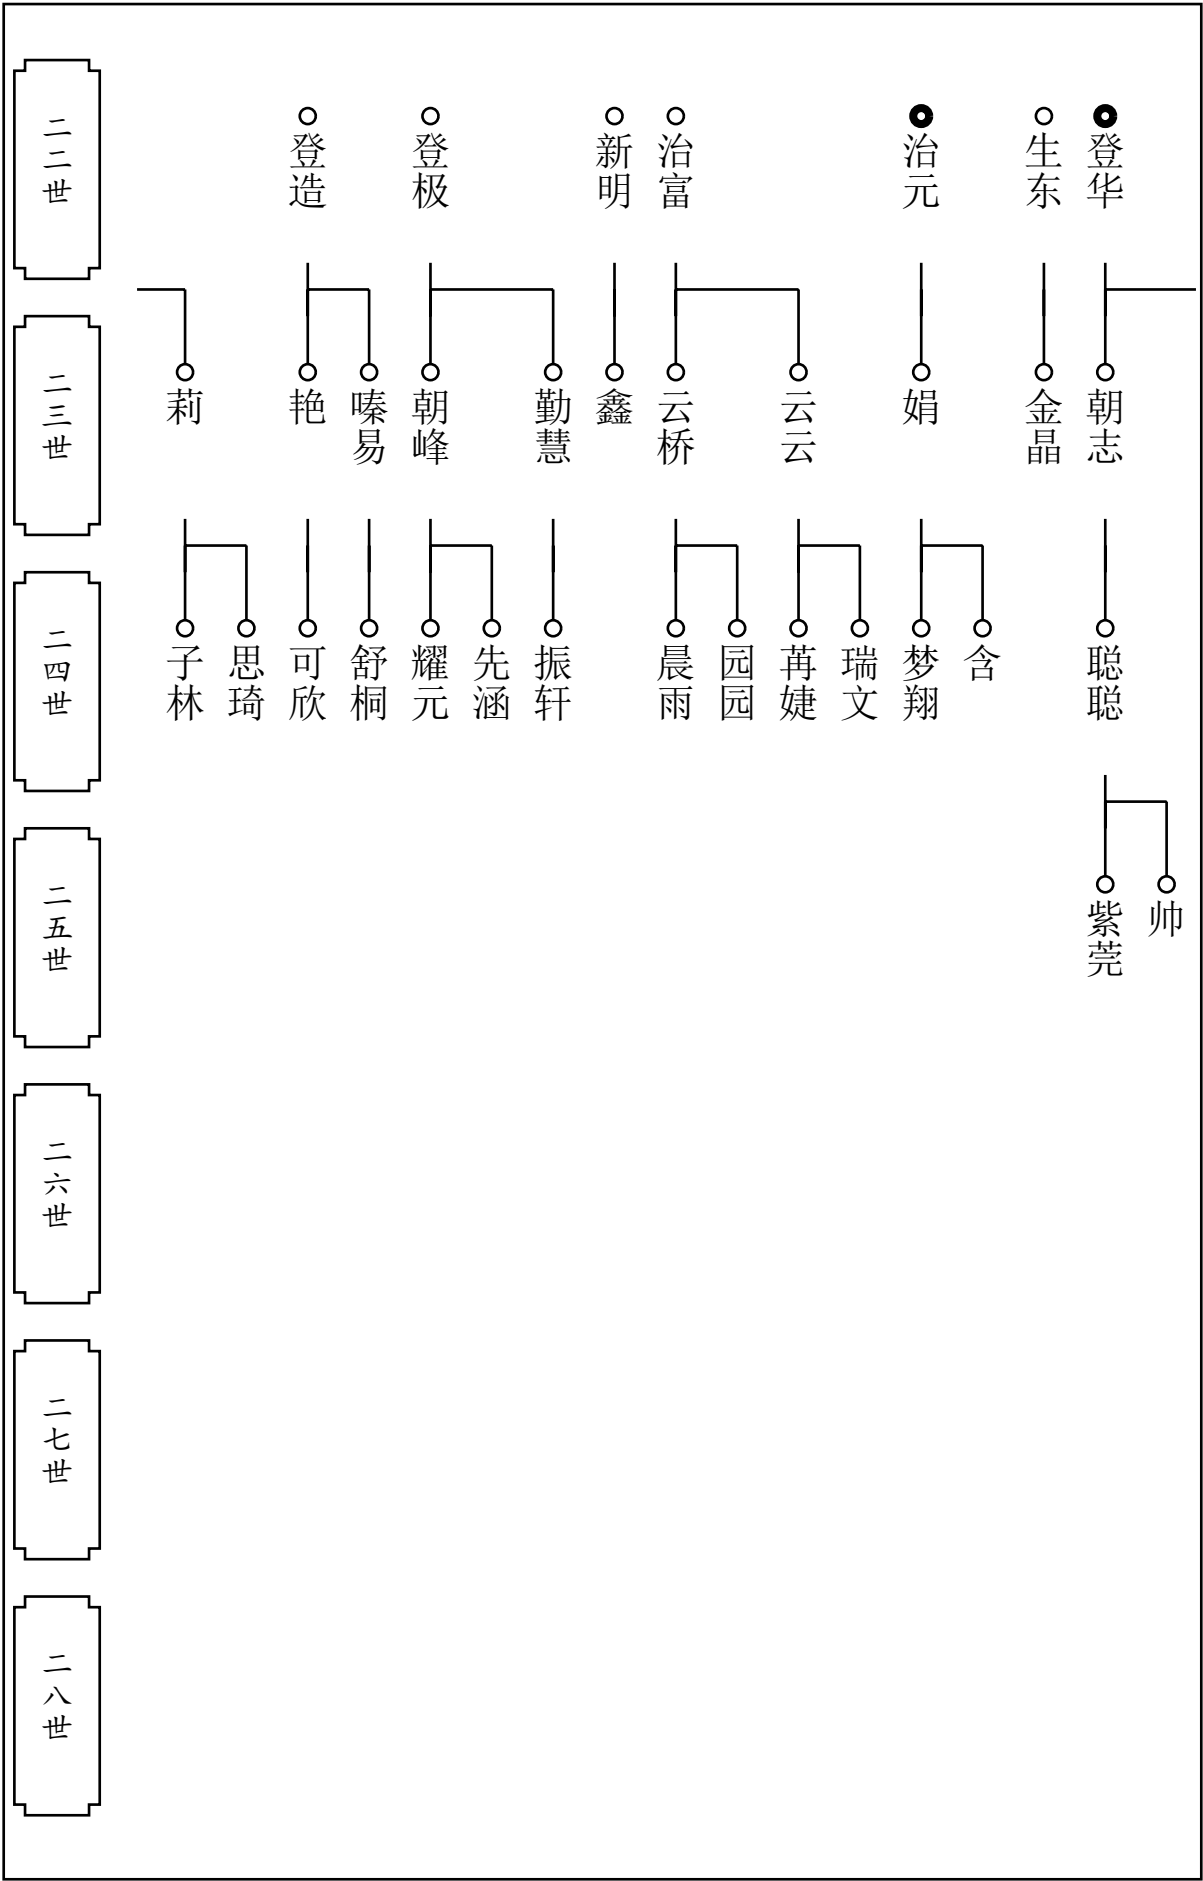 二二世
登华
生东
治元
治富
新明
登极
登造
二三世
朝志
金晶
娟
云云
云桥
鑫
勤慧
朝峰
嗪易
艳
莉
二四世
聪聪
含
梦翔
瑞文
苒婕
园园
晨雨
振轩
先涵
耀元
舒桐
可欣
思琦
子林
二五世
帅
紫莞
二六世
二七世
二八世